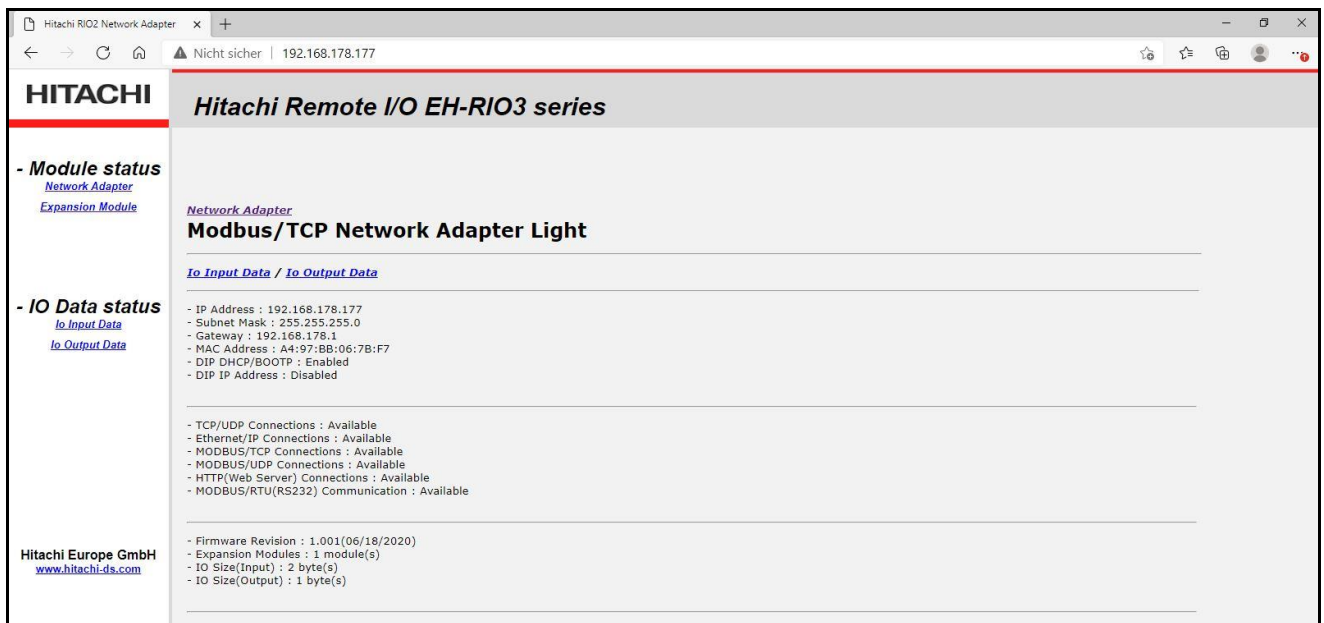 Hitachi RIO2 Network Adapter
Nicht sicher | 192.168.178.177
HITACHI
Hitachi Remote I/O EH-RIO3 series
- Module status
Network Adapter
Expansion Module
- IO Data status
Io Input Data
Io Output Data
Hitachi Europe GmbH
www.hitachi-ds.com
Network Adapter
Modbus/TCP Network Adapter Light
Io Input Data / Io Output Data
- IP Address : 192.168.178.177
- Subnet Mask : 255.255.255.0
- Gateway : 192.168.178.1
- MAC Address : A4:97:BB:06:7B:F7
- DIP DHCP/BOOTP : Enabled
- DIP IP Address : Disabled
- TCP/UDP Connections : Available
- Ethernet/IP Connections : Available
- MODBUS/TCP Connections : Available
- MODBUS/UDP Connections : Available
- HTTP(Web Server) Connections : Available
- MODBUS/RTU(RS232) Communication : Available
- Firmware Revision : 1.001(06/18/2020)
- Expansion Modules : 1 module(s)
- IO Size(Input) : 2 byte(s)
- IO Size(Output) : 1 byte(s)